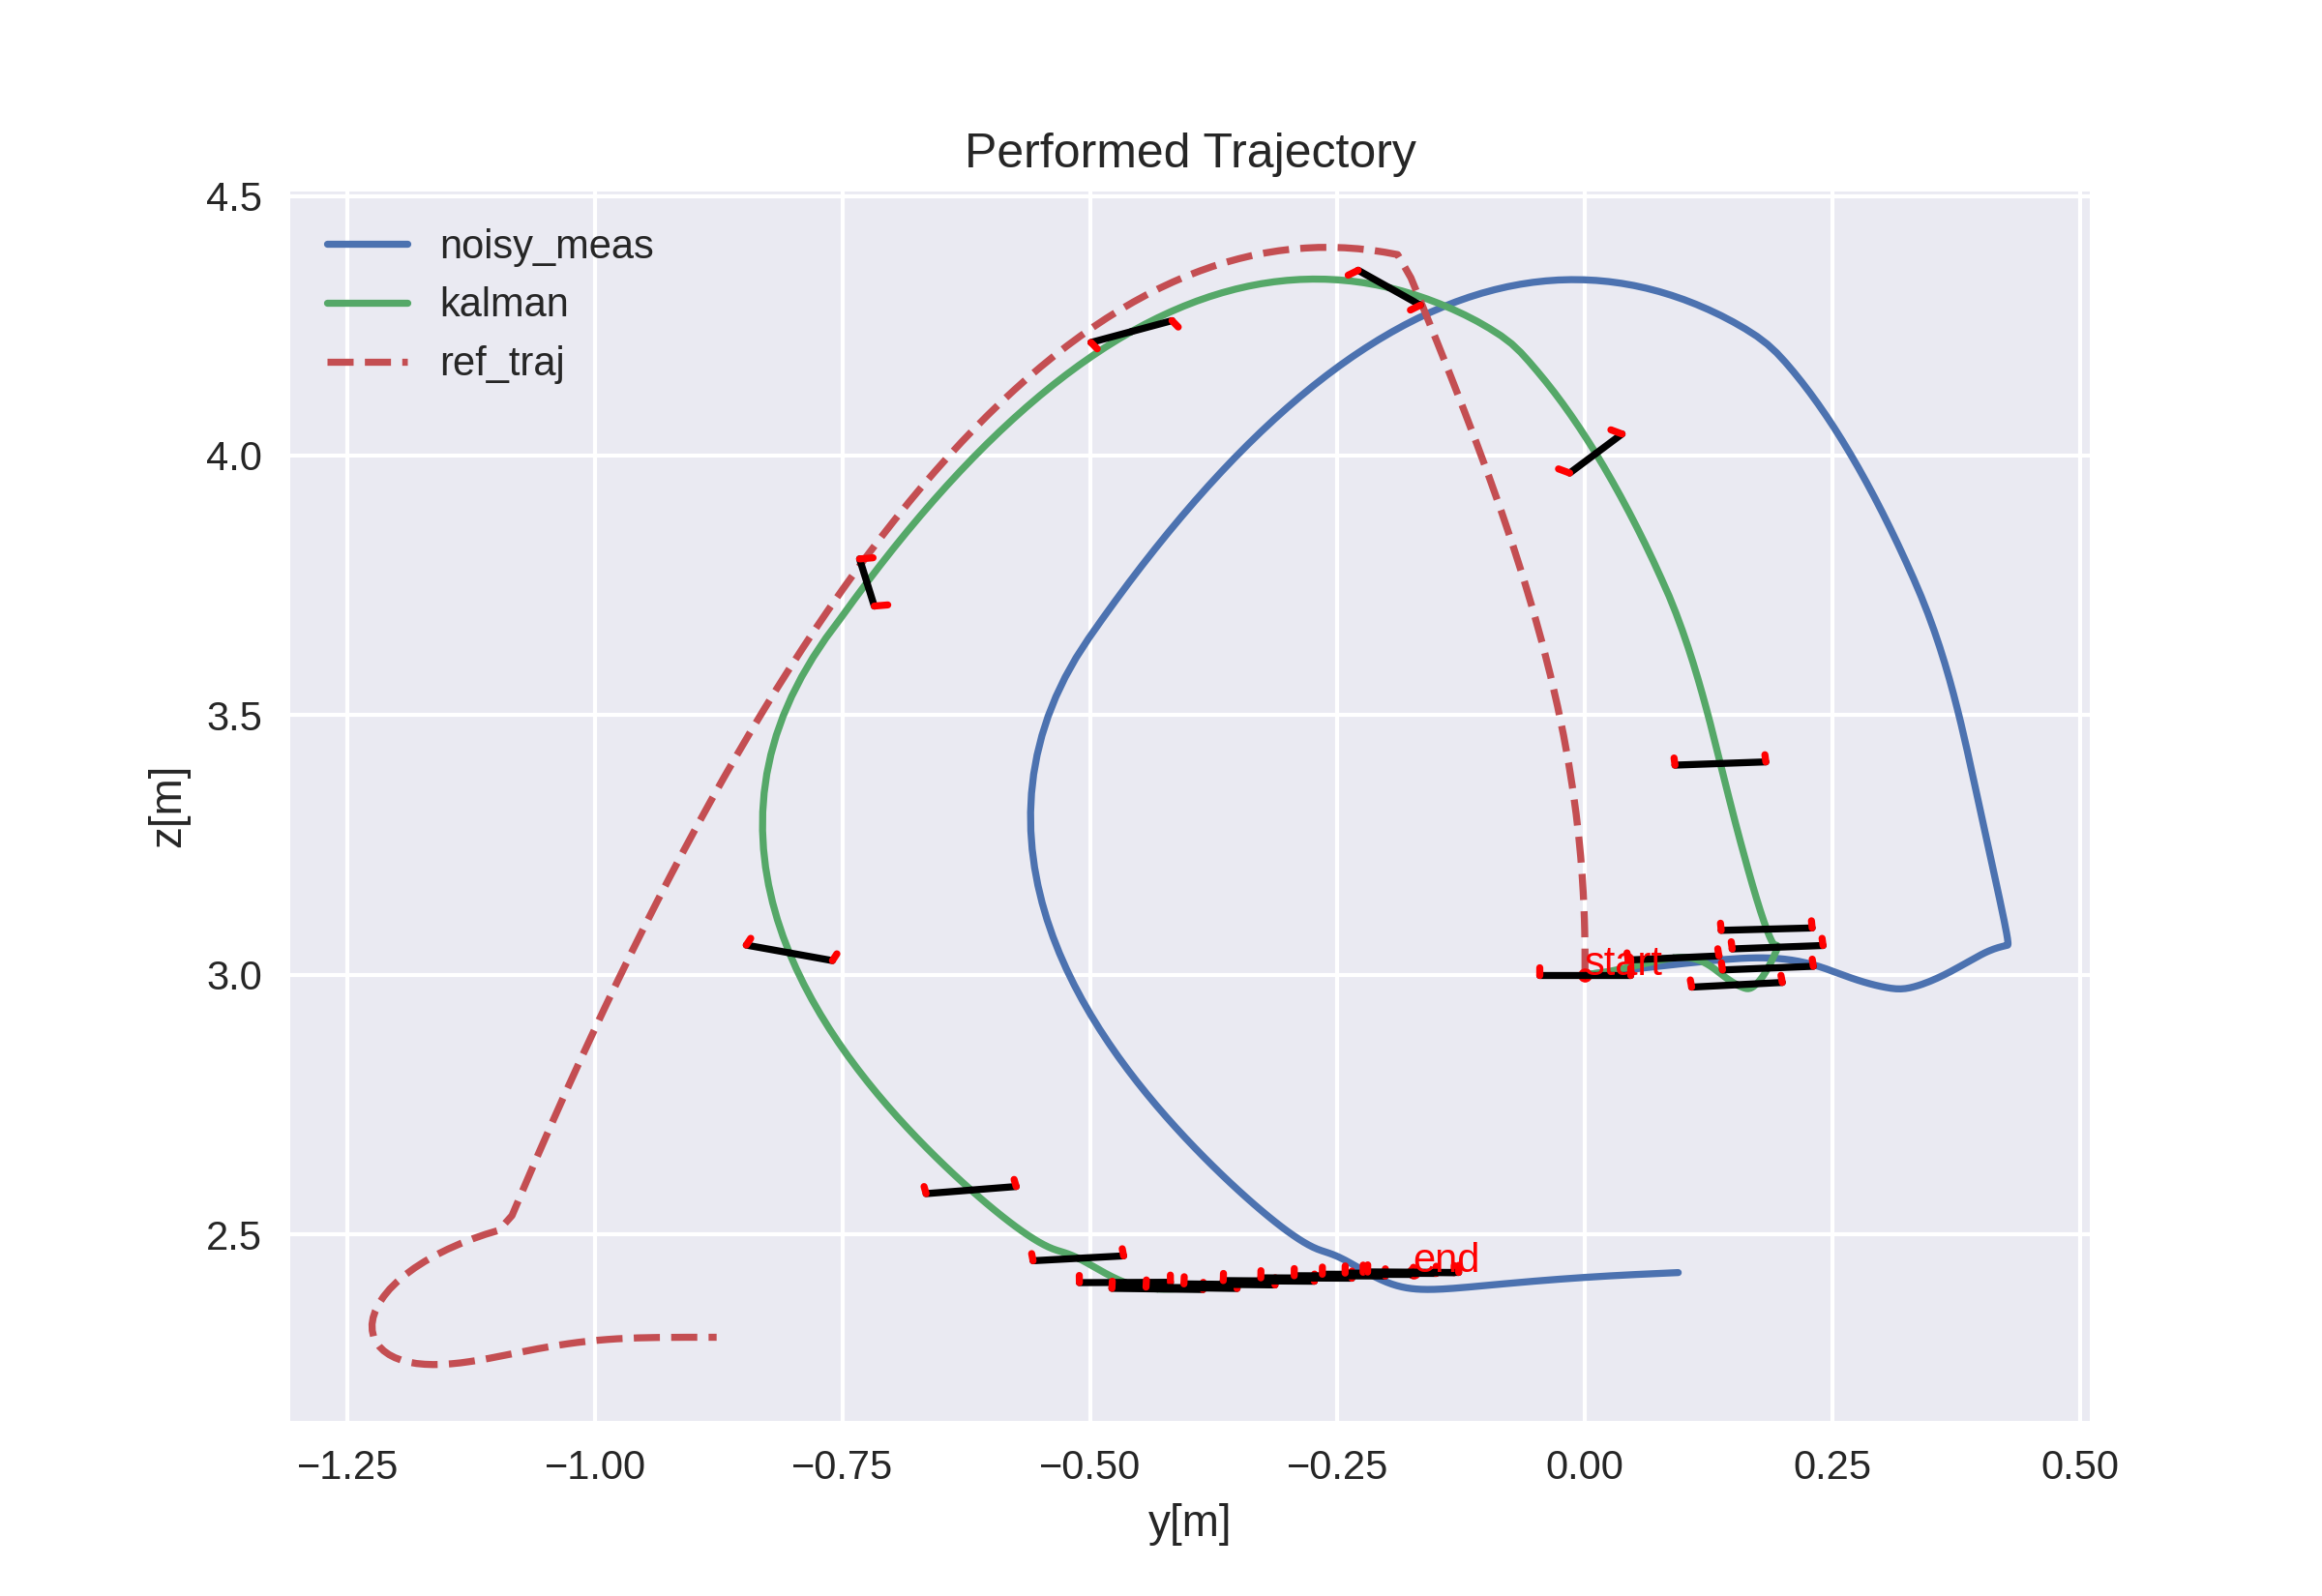 Performed Trajectory
noisy_meas
kalman
ref_traj
4.5
4.0
3.5
3.0
2.5
z[m]
start
end
−1.25 −1.00 −0.75 −0.50 −0.25 0.00 0.25 0.50
y[m]